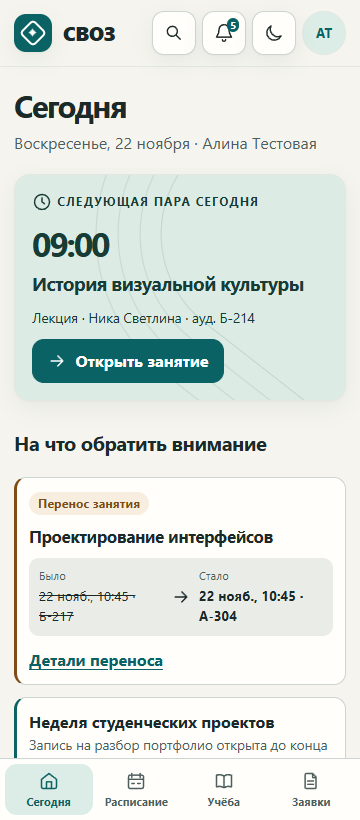 СВОЗ
5
АТ
Сегодня
Воскресенье, 22 ноября · Алина Тестовая
СЛЕДУЮЩАЯ ПАРА СЕГОДНЯ
09:00
История визуальной культуры
Лекция · Ника Светлина · ауд. Б-214
Открыть занятие
На что обратить внимание
Перенос занятия
Проектирование интерфейсов
Было
22 нояб., 10:45 ·
Б-217
Стало
22 нояб., 10:45 ·
А-304
Детали переноса
Неделя студенческих проектов
Запись на разбор портфолио открыта до конца
Сегодня
Расписание
Учёба
Заявки